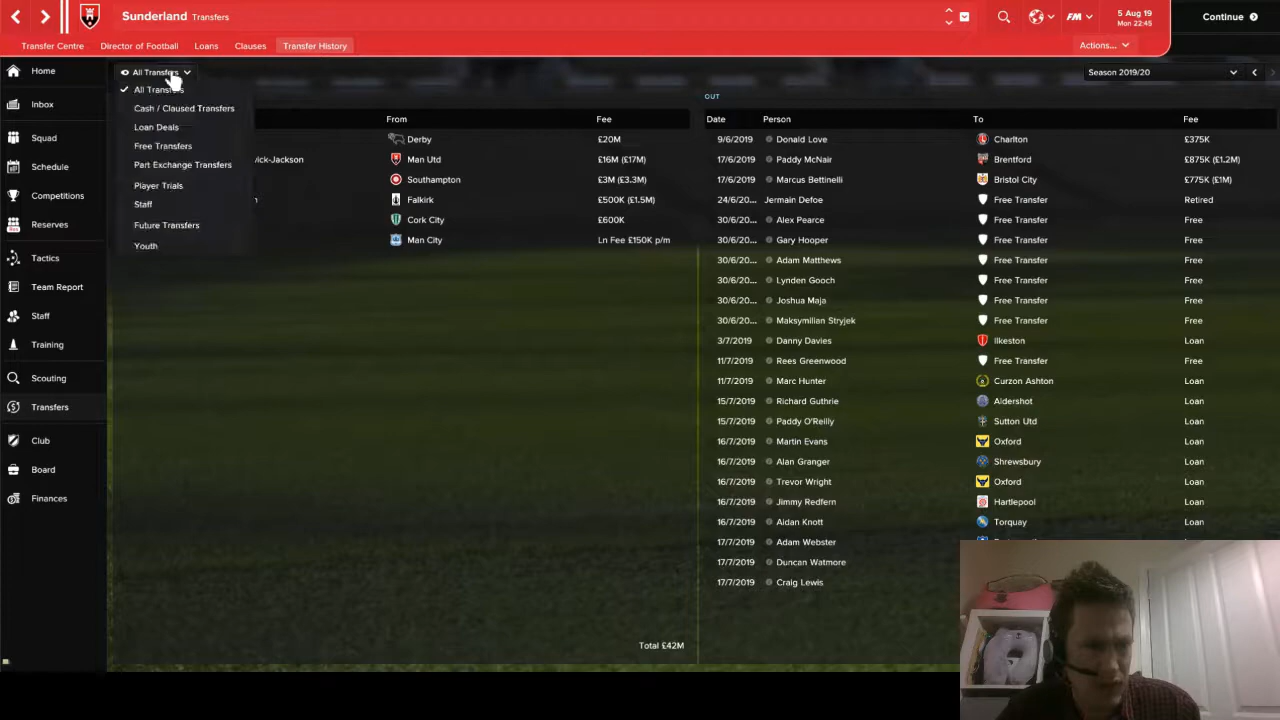 Sunderland Transfers
5 Aug 19
Mon 22:45
FM
Continue
Transfer Centre Director of Football Loans Clauses Transfer History
Actions...
Home
Inbox
Squad
Schedule
Competitions
Reserves
Tactics
Team Report
Staff
Training
Scouting
Transfers
Club
Board
Finances
All Transfers
All Transfers
Cash / Claused Transfers
Loan Deals
Free Transfers
Part Exchange Transfers
Player Trials
Staff
Future Transfers
Youth
Season 2019/20
From Fee
Derby £20M
wick-Jackson Man Utd £16M (£17M)
Southampton £3M (£3.3M)
Falkirk £500K (£1.5M)
Cork City £600K
Man City Ln Fee £150K p/m
Total £42M
OUT
Date Person To Fee
9/6/2019 Donald Love Charlton £375K
17/6/2019 Paddy McNair Brentford £875K (£1.2M)
17/6/2019 Marcus Bettinelli Bristol City £775K (£1M)
24/6/20... Jermain Defoe Free Transfer Retired
30/6/20... Alex Pearce Free Transfer Free
30/6/20... Gary Hooper Free Transfer Free
30/6/20... Adam Matthews Free Transfer Free
30/6/20... Lynden Gooch Free Transfer Free
30/6/20... Joshua Maja Free Transfer Free
30/6/20... Maksymilian Stryjek Free Transfer Free
3/7/2019 Danny Davies Ilkeston Loan
11/7/2019 Rees Greenwood Free Transfer Free
11/7/2019 Marc Hunter Curzon Ashton Loan
15/7/2019 Richard Guthrie Aldershot Loan
15/7/2019 Paddy O'Reilly Sutton Utd Loan
16/7/2019 Martin Evans Oxford Loan
16/7/2019 Alan Granger Shrewsbury Loan
16/7/2019 Trevor Wright Oxford Loan
16/7/2019 Jimmy Redfern Hartlepool Loan
16/7/2019 Aidan Knott Torquay Loan
17/7/2019 Adam Webster
17/7/2019 Duncan Watmore
17/7/2019 Craig Lewis